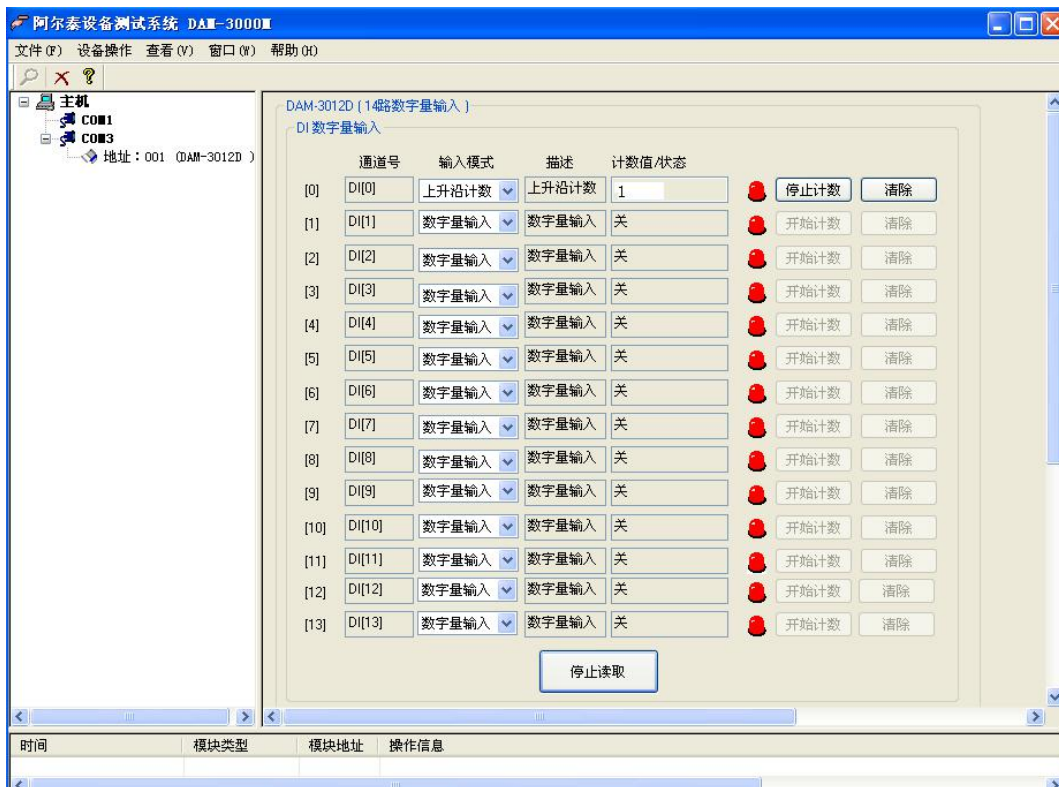 阿尔泰设备测试系统 DAM-3000M
文件(F) 设备操作 查看(V) 窗口(W) 帮助(H)
主机
COM1
COM3
地址：001 (DAM-3012D )
DAM-3012D ( 14路数字量输入 )
DI 数字量输入
通道号 输入模式 描述 计数值/状态
[0] DI[0] 上升沿计数 上升沿计数 1 停止计数 清除
[1] DI[1] 数字量输入 数字量输入 关 开始计数 清除
[2] DI[2] 数字量输入 数字量输入 关 开始计数 清除
[3] DI[3] 数字量输入 数字量输入 关 开始计数 清除
[4] DI[4] 数字量输入 数字量输入 关 开始计数 清除
[5] DI[5] 数字量输入 数字量输入 关 开始计数 清除
[6] DI[6] 数字量输入 数字量输入 关 开始计数 清除
[7] DI[7] 数字量输入 数字量输入 关 开始计数 清除
[8] DI[8] 数字量输入 数字量输入 关 开始计数 清除
[9] DI[9] 数字量输入 数字量输入 关 开始计数 清除
[10] DI[10] 数字量输入 数字量输入 关 开始计数 清除
[11] DI[11] 数字量输入 数字量输入 关 开始计数 清除
[12] DI[12] 数字量输入 数字量输入 关 开始计数 清除
[13] DI[13] 数字量输入 数字量输入 关 开始计数 清除
停止读取
时间 模块类型 模块地址 操作信息